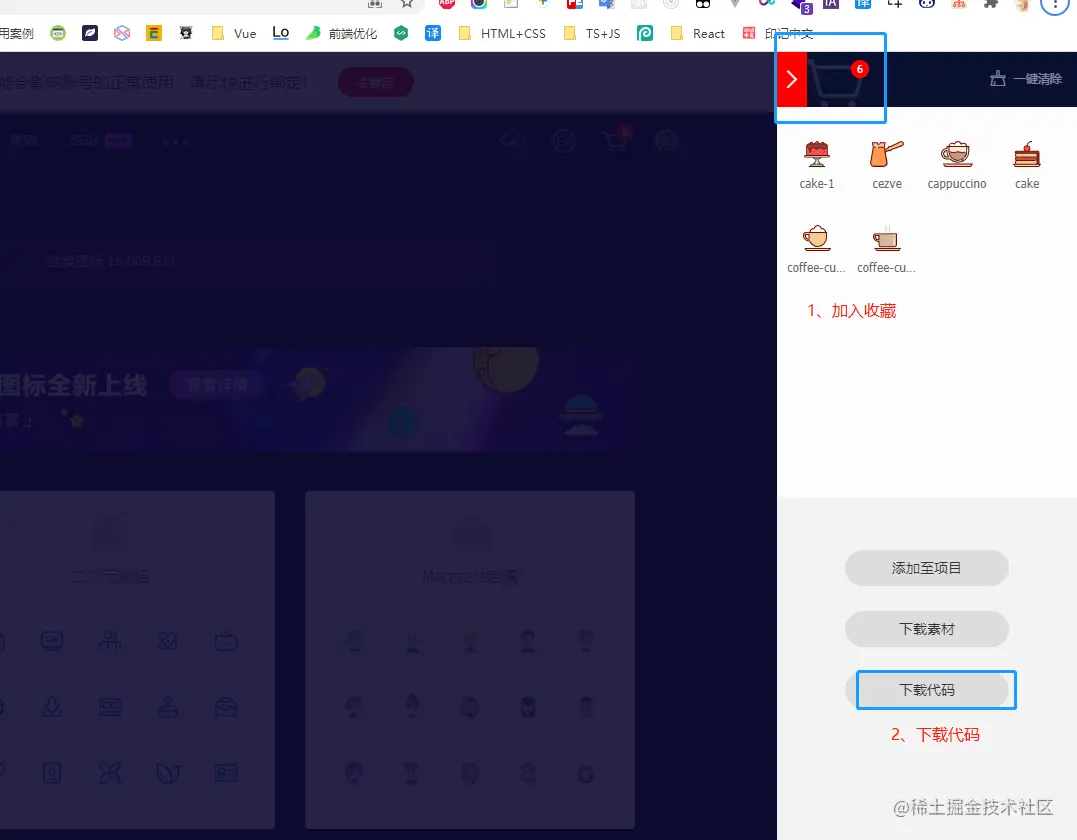 用案例
Vue
Lo
前端优化
译
HTML+CSS
TS+JS
React
印记中文
3
能会影响账号的正常使用，请尽快进行绑定！
去绑定
6
一键清除
6
cake-1
cezve
cappuccino
cake
coffee-cu...
coffee-cu...
1、加入收藏
图标全新上线
查看详情
添加至项目
下载素材
下载代码
2、下载代码
@稀土掘金技术社区